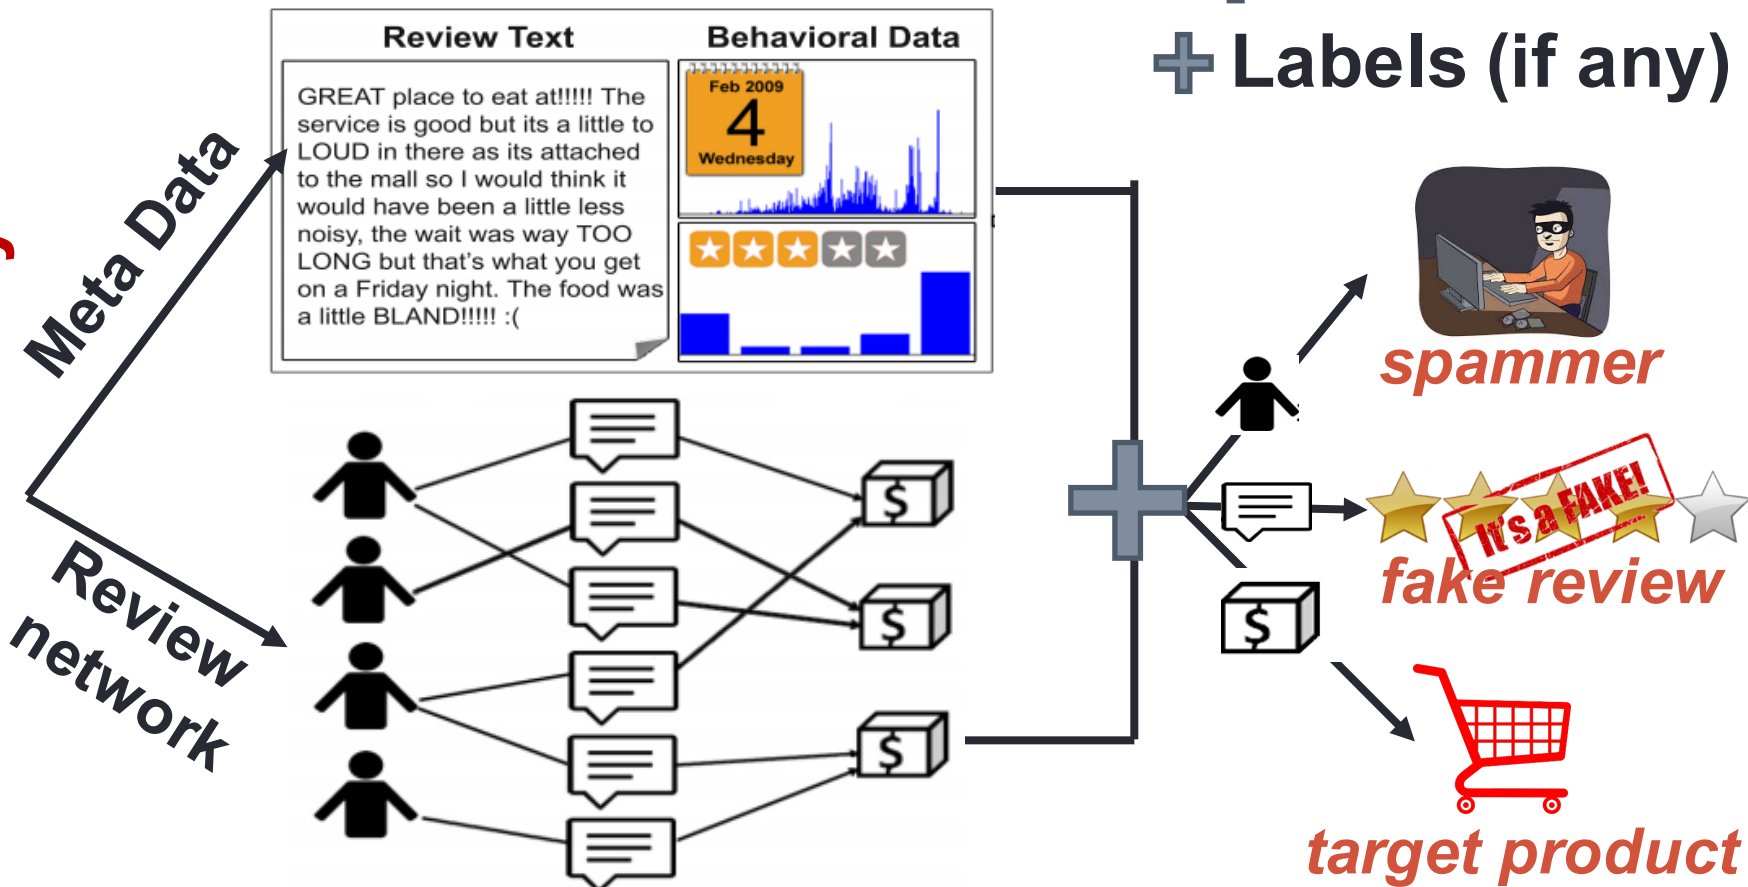 Review Text
Behavioral Data
Labels (if any)
GREAT place to eat at!!!!! The
service is good but its a little to
LOUD in there as its attached
to the mall so I would think it
would have been a little less
noisy, the wait was way TOO
LONG but that's what you get
on a Friday night. The food was
a little BLAND!!!!! :(
Feb 2009
4
Wednesday
Meta Data
Review
network
$
$
$
$
spammer
It's a FAKE!
fake review
target product